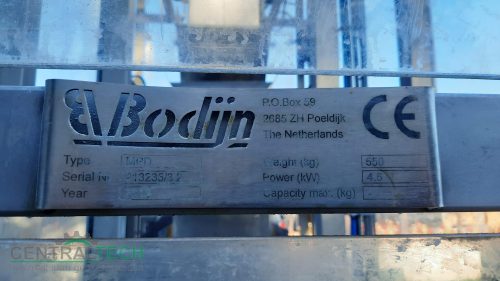 B Bodijn
P.O.Box 39
2685 ZH Poeldijk
The Netherlands
CE
Type
Serial Nr
Year
Weight (kg) 550
Power (kW) 4.5
Capacity max. (kg) -
CENTRALTECH